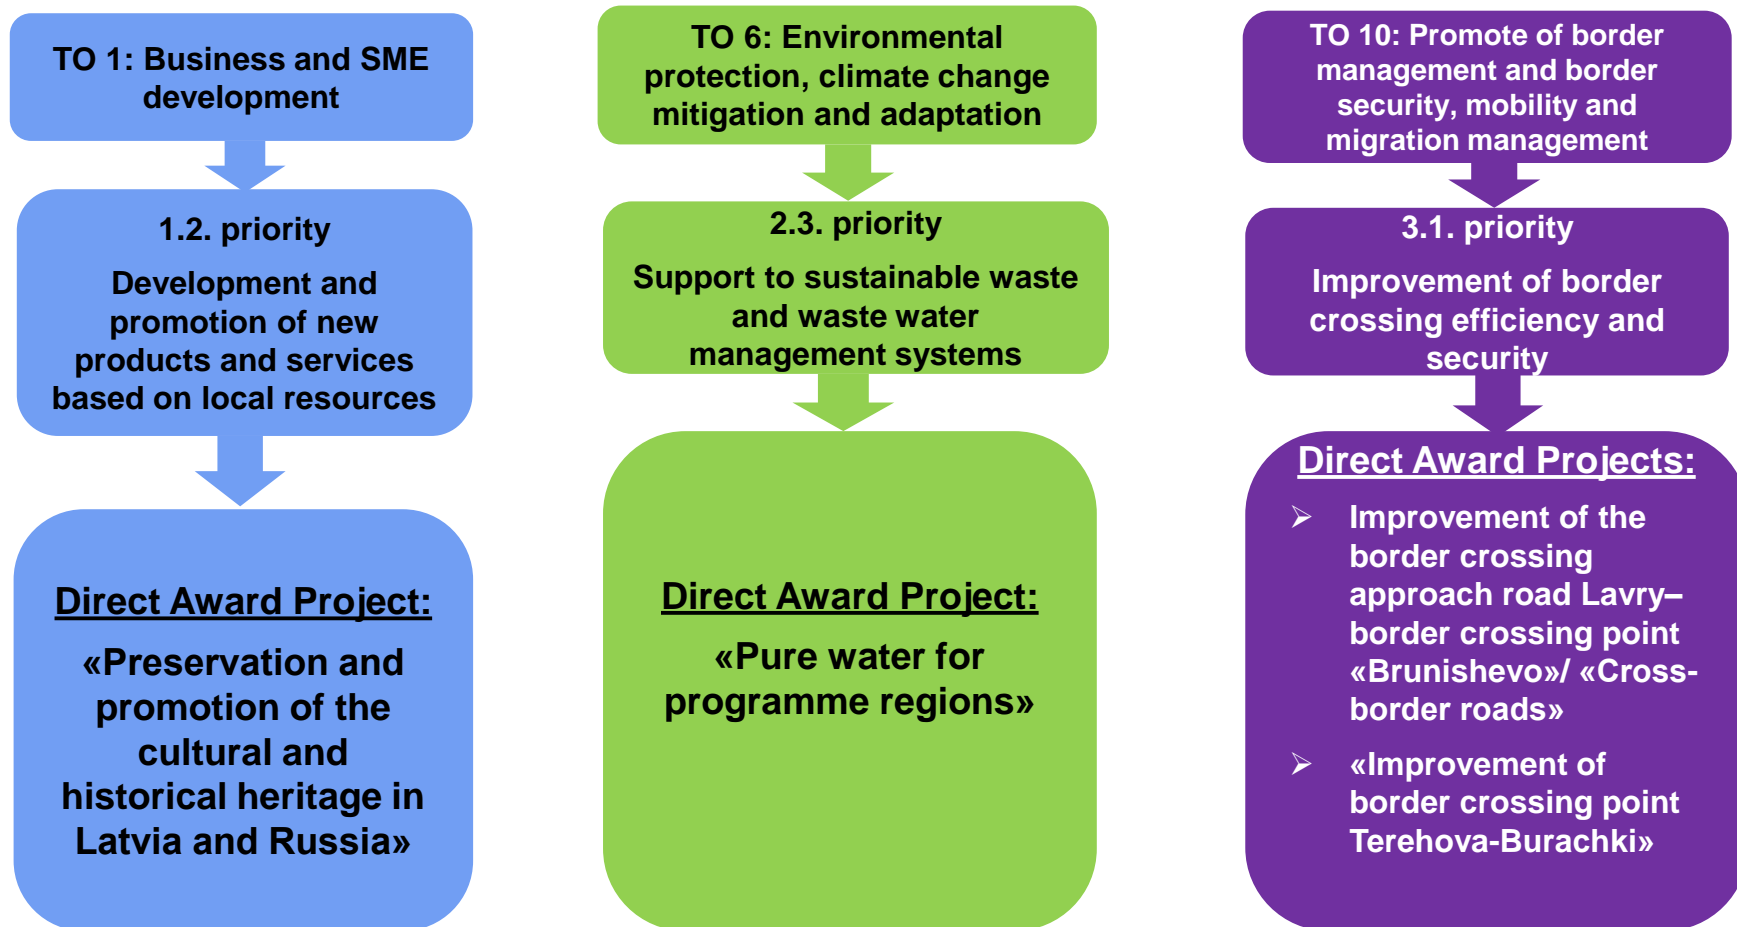 TO 1: Business and SME
development
1.2. priority
Development and
promotion of new
products and services
based on local resources
Direct Award Project:
«Preservation and
promotion of the
cultural and
historical heritage in
Latvia and Russia»
TO 6: Environmental
protection, climate change
mitigation and adaptation
2.3. priority
Support to sustainable waste
and waste water
management systems
Direct Award Project:
«Pure water for
programme regions»
TO 10: Promote of border
management and border
security, mobility and
migration management
3.1. priority
Improvement of border
crossing efficiency and
security
Direct Award Projects:
➢ Improvement of the
border crossing
approach road Lavry–
border crossing point
«Brunishevo»/ «Cross-
border roads»
➢ «Improvement of
border crossing point
Terehova-Burachki»